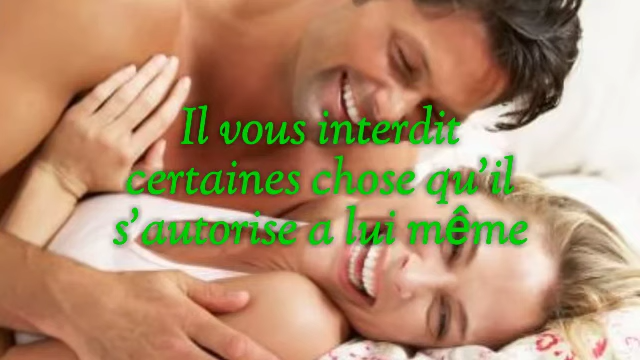 Il vous interdit
certaines chose qu'il
s'autorise a lui même